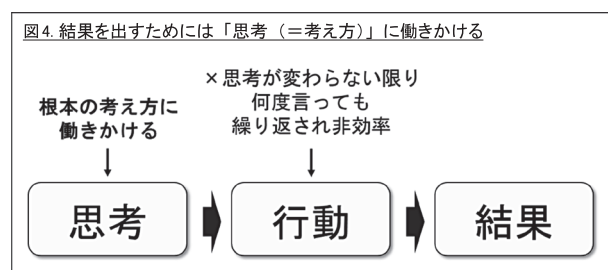 図4. 結果を出すためには「思考（＝考え方）」に働きかける
×思考が変わらない限り
何度言っても
繰り返され非効率
根本の考え方に
働きかける
思考
行動
結果